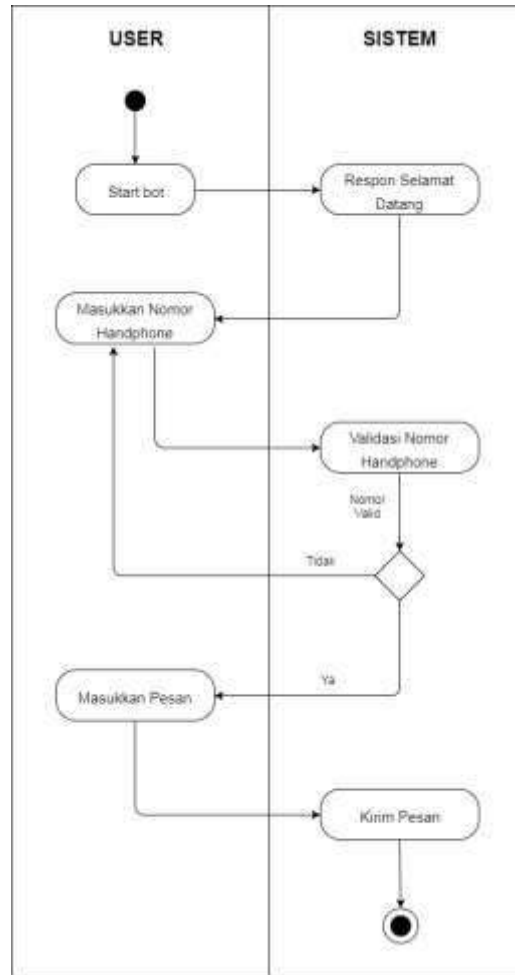 USER
SISTEM
Start bot
Respon Selamat
Datang
Masukkan Nomor
Handphone
Validasi Nomor
Handphone
Nomor
Valid
Tidak
Ya
Masukkan Pesan
Kirim Pesan